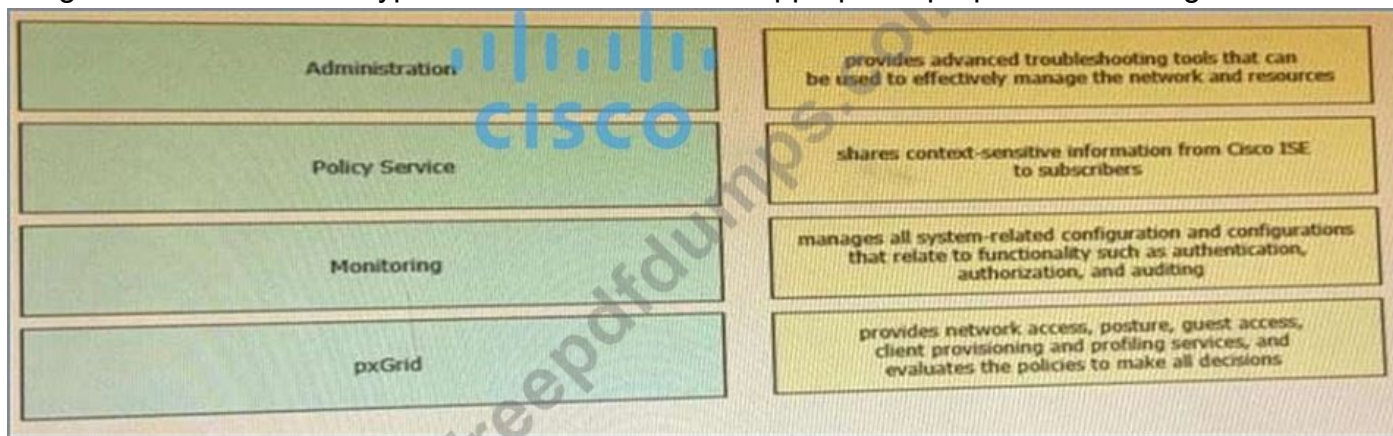 Administration
provides advanced troubleshooting tools that can
be used to effectively manage the network and resources
CISCO
Policy Service
shares context-sensitive information from Cisco ISE
to subscribers
Monitoring
manages all system-related configuration and configurations
that relate to functionality such as authentication,
authorization, and auditing
pxGrid
provides network access, posture, guest access,
client provisioning and profiling services, and
evaluates the policies to make all decisions
freepdfdumps.com